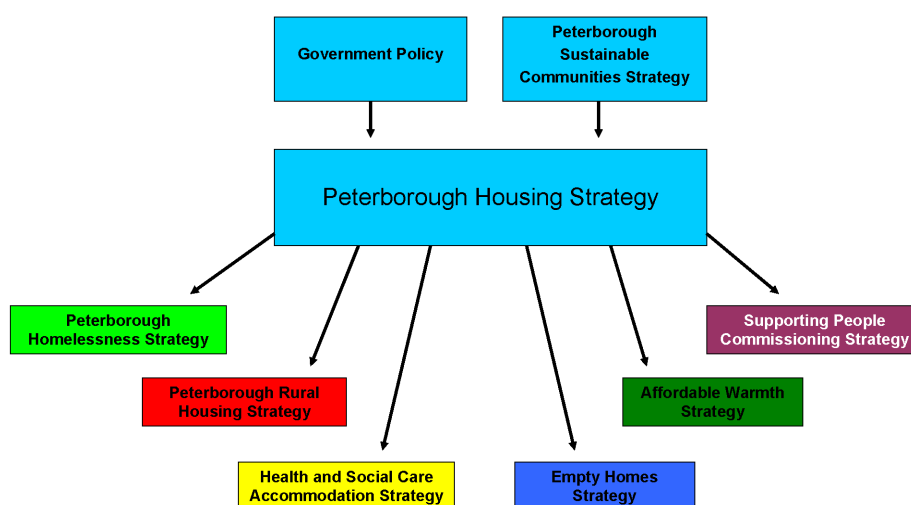 Government Policy
Peterborough
Sustainable
Communities Strategy
Peterborough Housing Strategy
Peterborough
Homelessness Strategy
Supporting People
Commissioning Strategy
Peterborough Rural
Housing Strategy
Affordable Warmth
Strategy
Health and Social Care
Accommodation Strategy
Empty Homes
Strategy